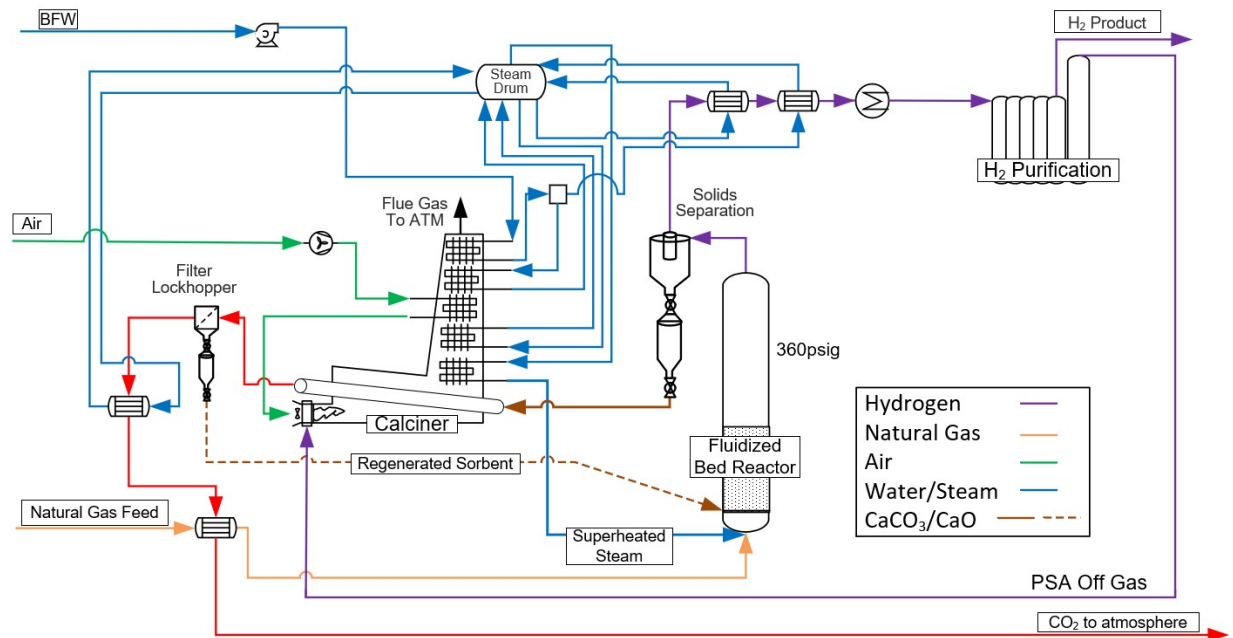 BFW
H₂ Product
Steam
Drum
H₂ Purification
Air
Flue Gas
To ATM
Solids
Separation
Filter
Lockhopper
360psig
Calciner
Fluidized
Bed Reactor
Regenerated Sorbent
Natural Gas Feed
Superheated
Steam
Hydrogen
Natural Gas
Air
Water/Steam
CaCO₃/CaO
PSA Off Gas
CO₂ to atmosphere